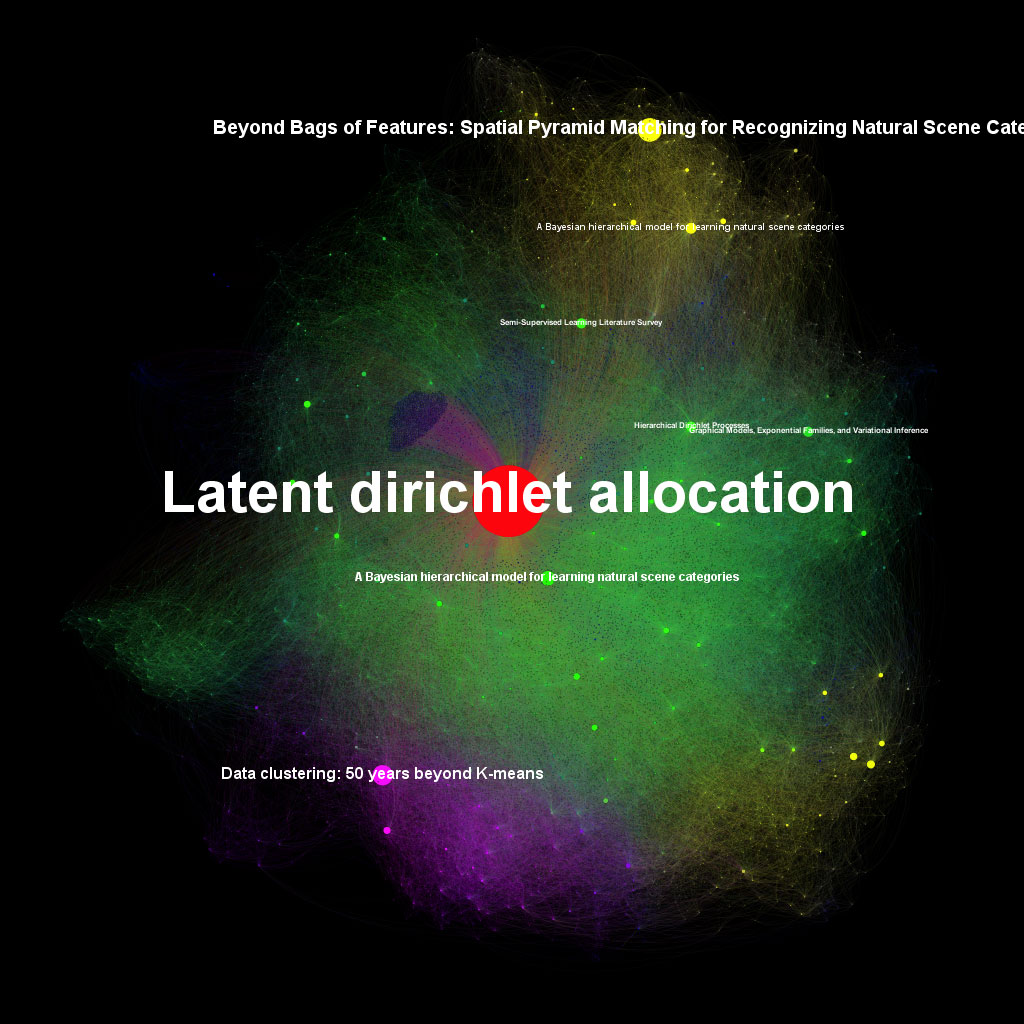 Beyond Bags of Features: Spatial Pyramid Matching for Recognizing Natural Scene Cate
A Bayesian hierarchical model for learning natural scene categories
Semi-Supervised Learning Literature Survey
Hierarchical Dirichlet Processes
Graphical Models, Exponential Families, and Variational Inference
Latent dirichlet allocation
A Bayesian hierarchical model for learning natural scene categories
Data clustering: 50 years beyond K-means